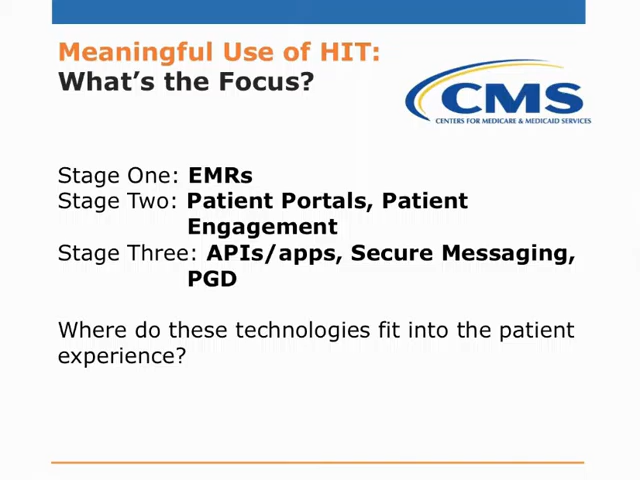 Meaningful Use of HIT:
What's the Focus?
CMS
CENTERS FOR MEDICARE & MEDICAID SERVICES
Stage One: EMRs
Stage Two: Patient Portals, Patient
Engagement
Stage Three: APIs/apps, Secure Messaging,
PGD
Where do these technologies fit into the patient
experience?